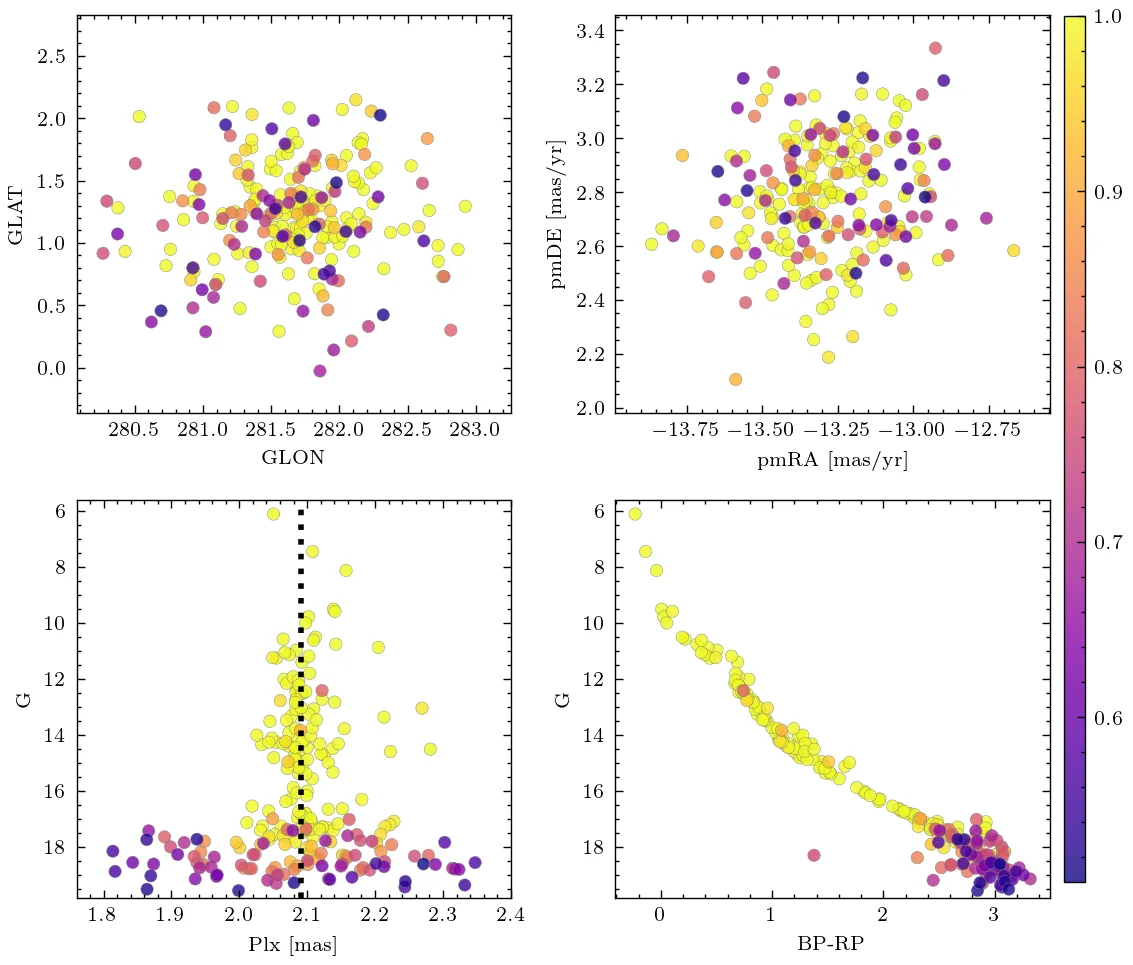 2.5
2.0
1.5
1.0
0.5
0.0
GLAT
280.5 281.0 281.5 282.0 282.5 283.0
GLON
3.4
3.2
3.0
2.8
2.6
2.4
2.2
2.0
pmDE [mas/yr]
−13.75 −13.50 −13.25 −13.00 −12.75
pmRA [mas/yr]
1.0
0.9
0.8
0.7
0.6
6
8
10
12
14
16
18
G
1.8 1.9 2.0 2.1 2.2 2.3 2.4
Plx [mas]
6
8
10
12
14
16
18
G
0 1 2 3
BP-RP